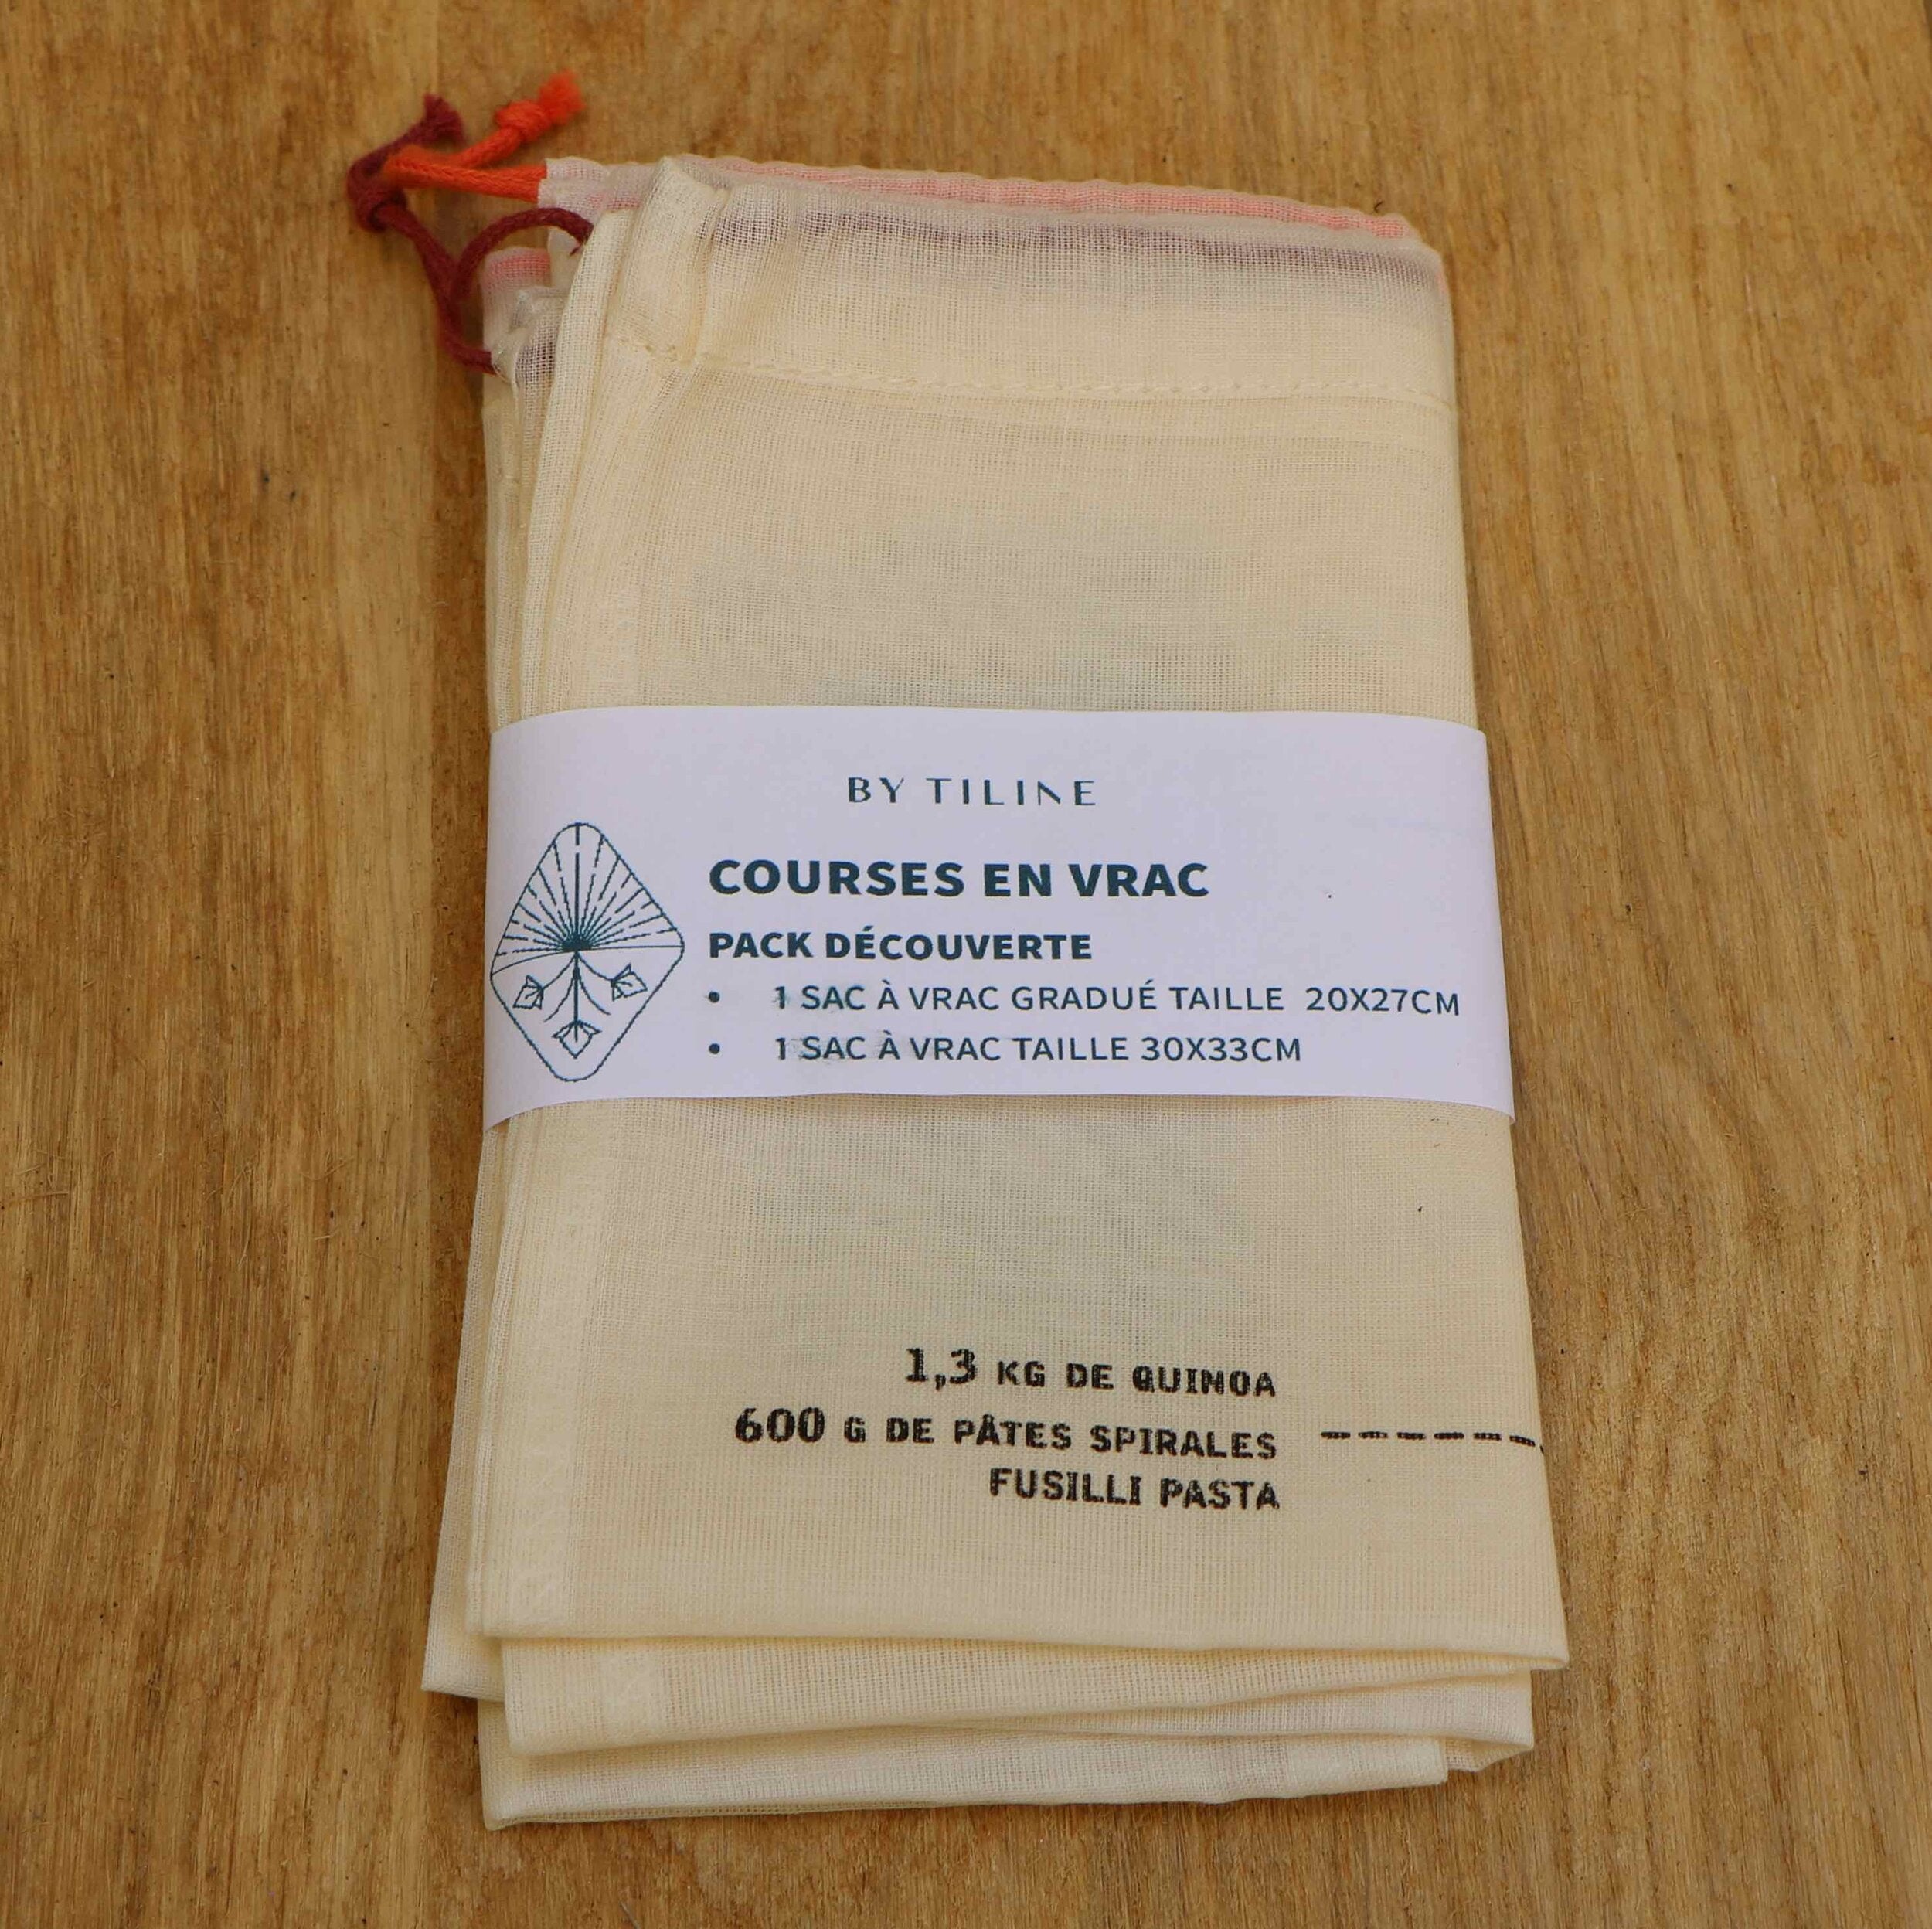 BY TILINE
COURSES EN VRAC
PACK DÉCOUVERTE
• 1 SAC À VRAC GRADUÉ TAILLE 20X27CM
• 1 SAC À VRAC TAILLE 30X33CM
1,3 KG DE QUINOA
600 G DE PÂTES SPIRALES
FUSILLI PASTA